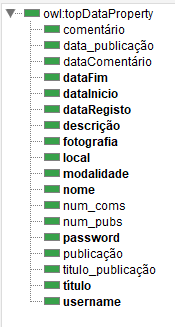 owl:topDataProperty
comentário
data_publicação
dataComentário
dataFim
dataInicio
dataRegisto
descrição
fotografia
local
modalidade
nome
num_coms
num_pubs
password
publicação
titulo_publicação
título
username